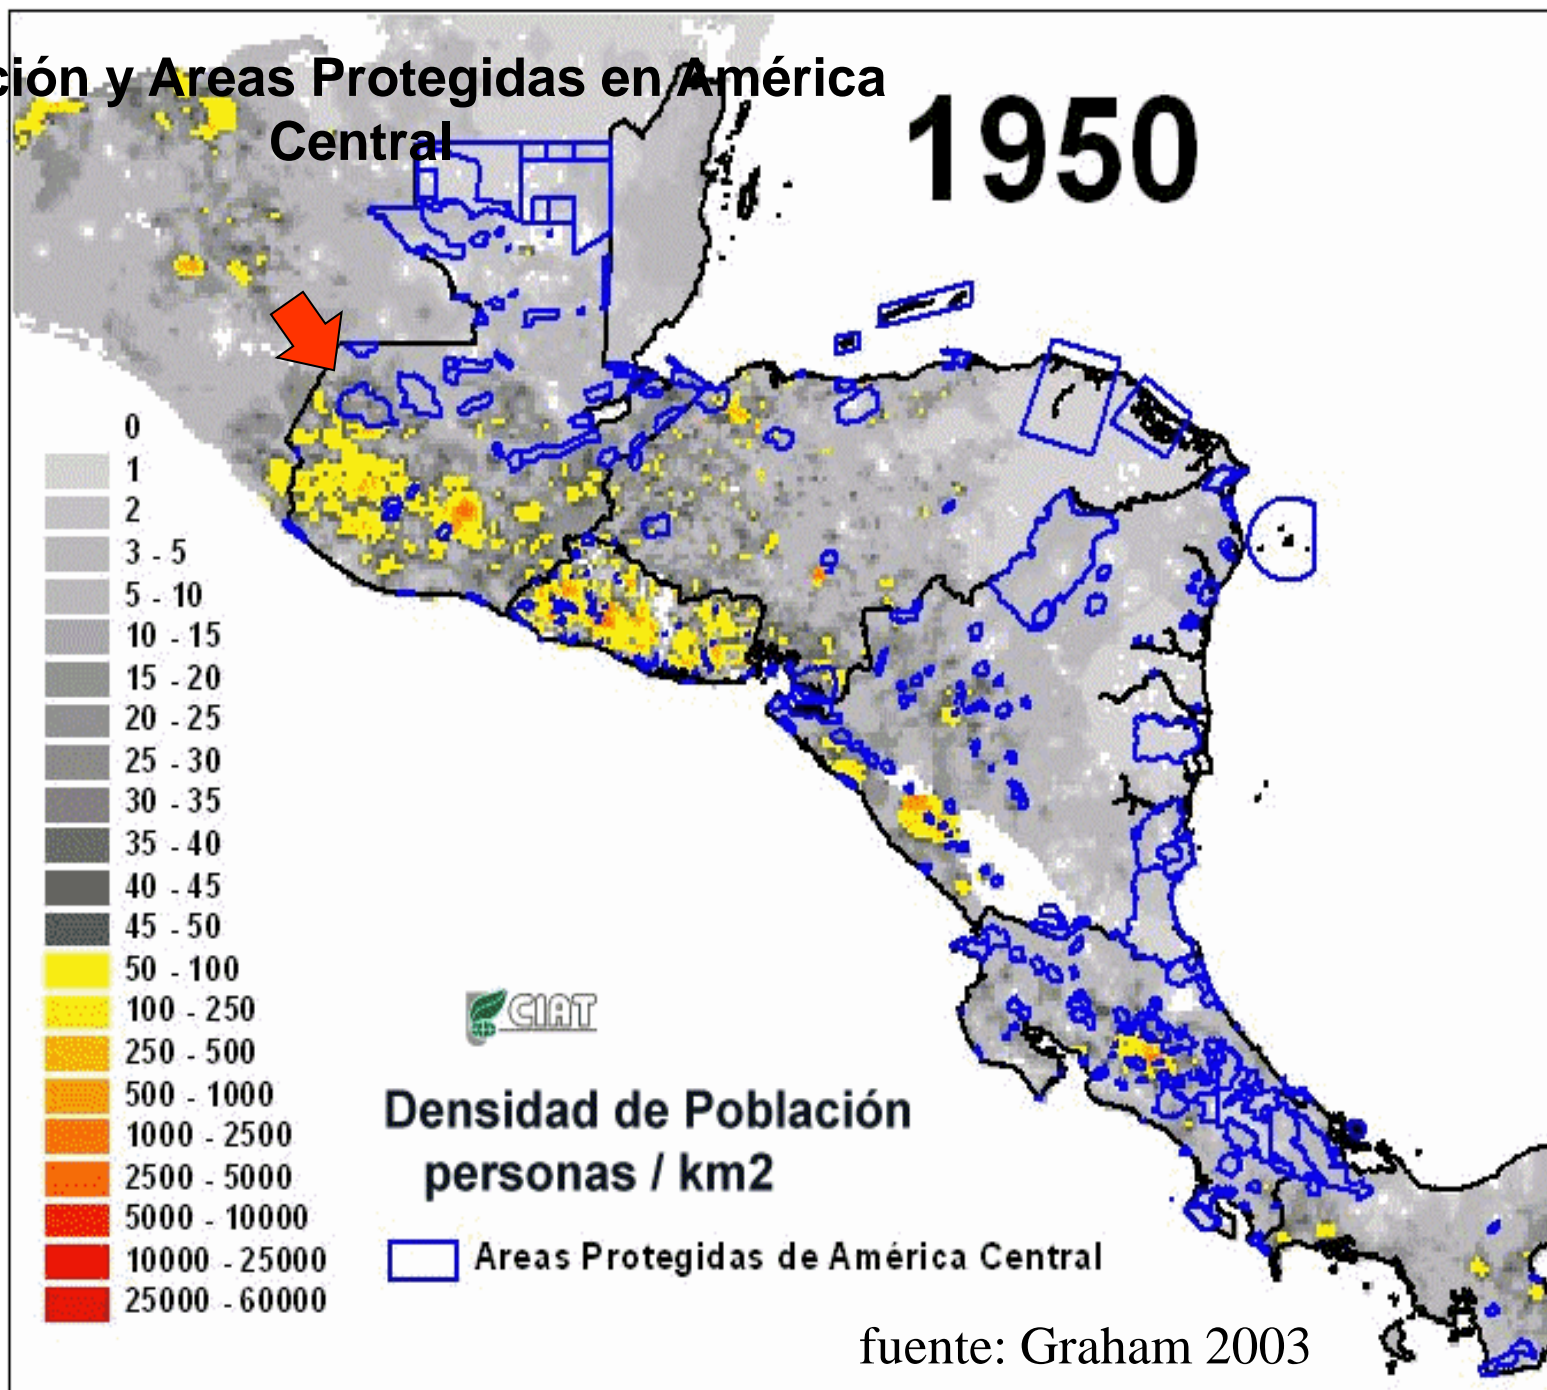 ción y Areas Protegidas en América
Central
1950
0
1
2
3 - 5
5 - 10
10 - 15
15 - 20
20 - 25
25 - 30
30 - 35
35 - 40
40 - 45
45 - 50
50 - 100
100 - 250
250 - 500
500 - 1000
1000 - 2500
2500 - 5000
5000 - 10000
10000 - 25000
25000 - 60000
CIAT
Densidad de Población
personas / km2
Areas Protegidas de América Central
fuente: Graham 2003